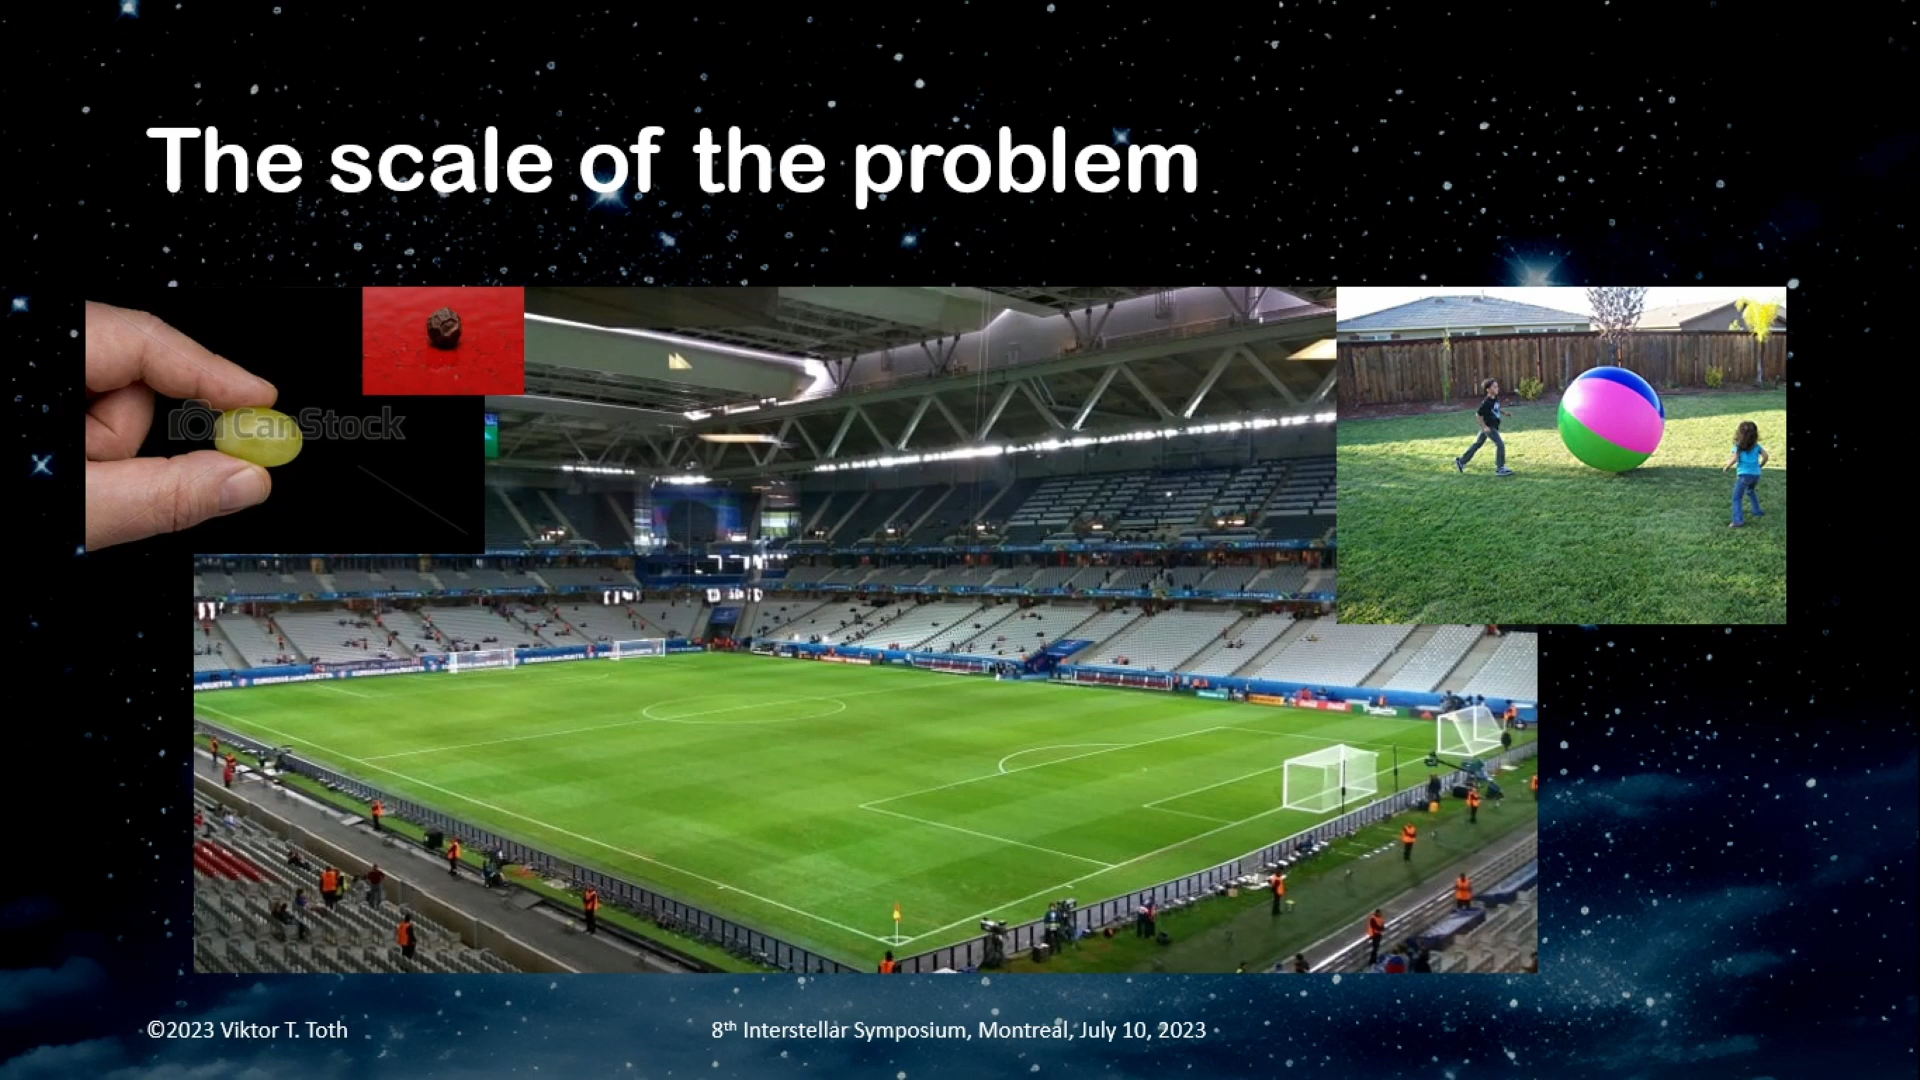 The scale of the problem
CanStock
©2023 Viktor T. Toth
8th Interstellar Symposium, Montreal, July 10, 2023